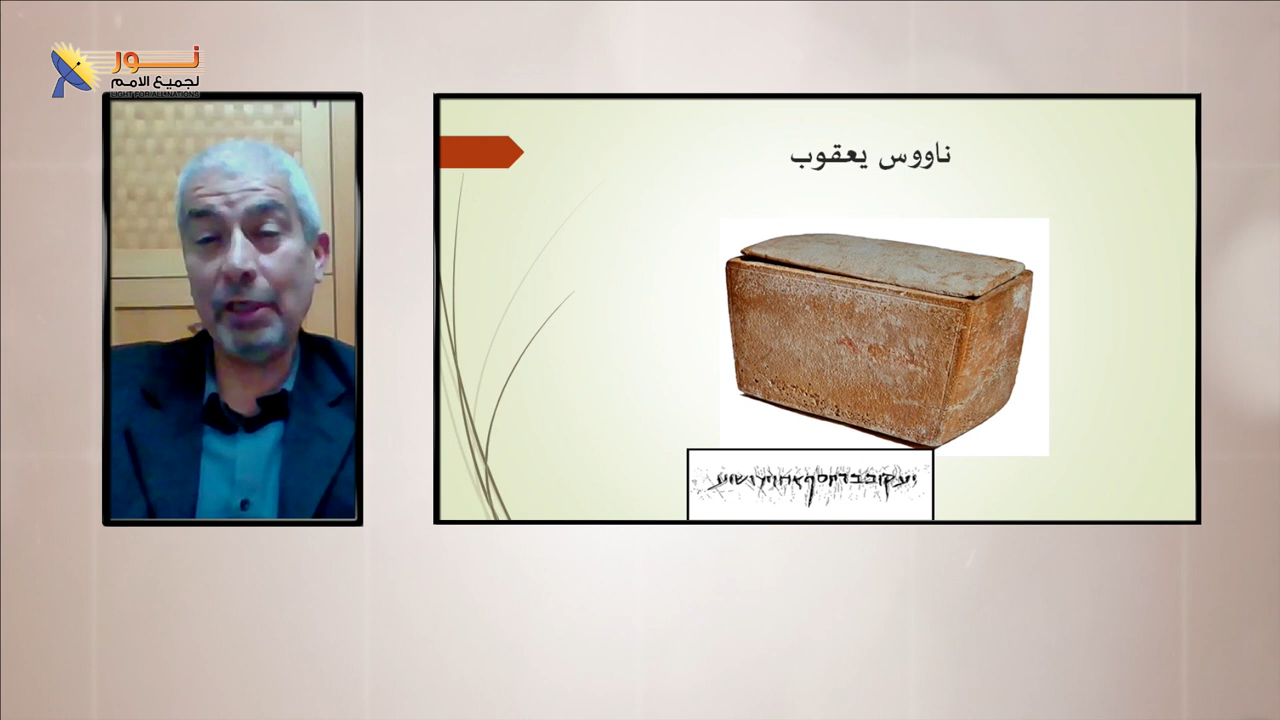 نور
لجميع الامم
LIGHT FOR ALL NATIONS
ناووس يعقوب
יעקוב בר יוסף אחוי דישוע